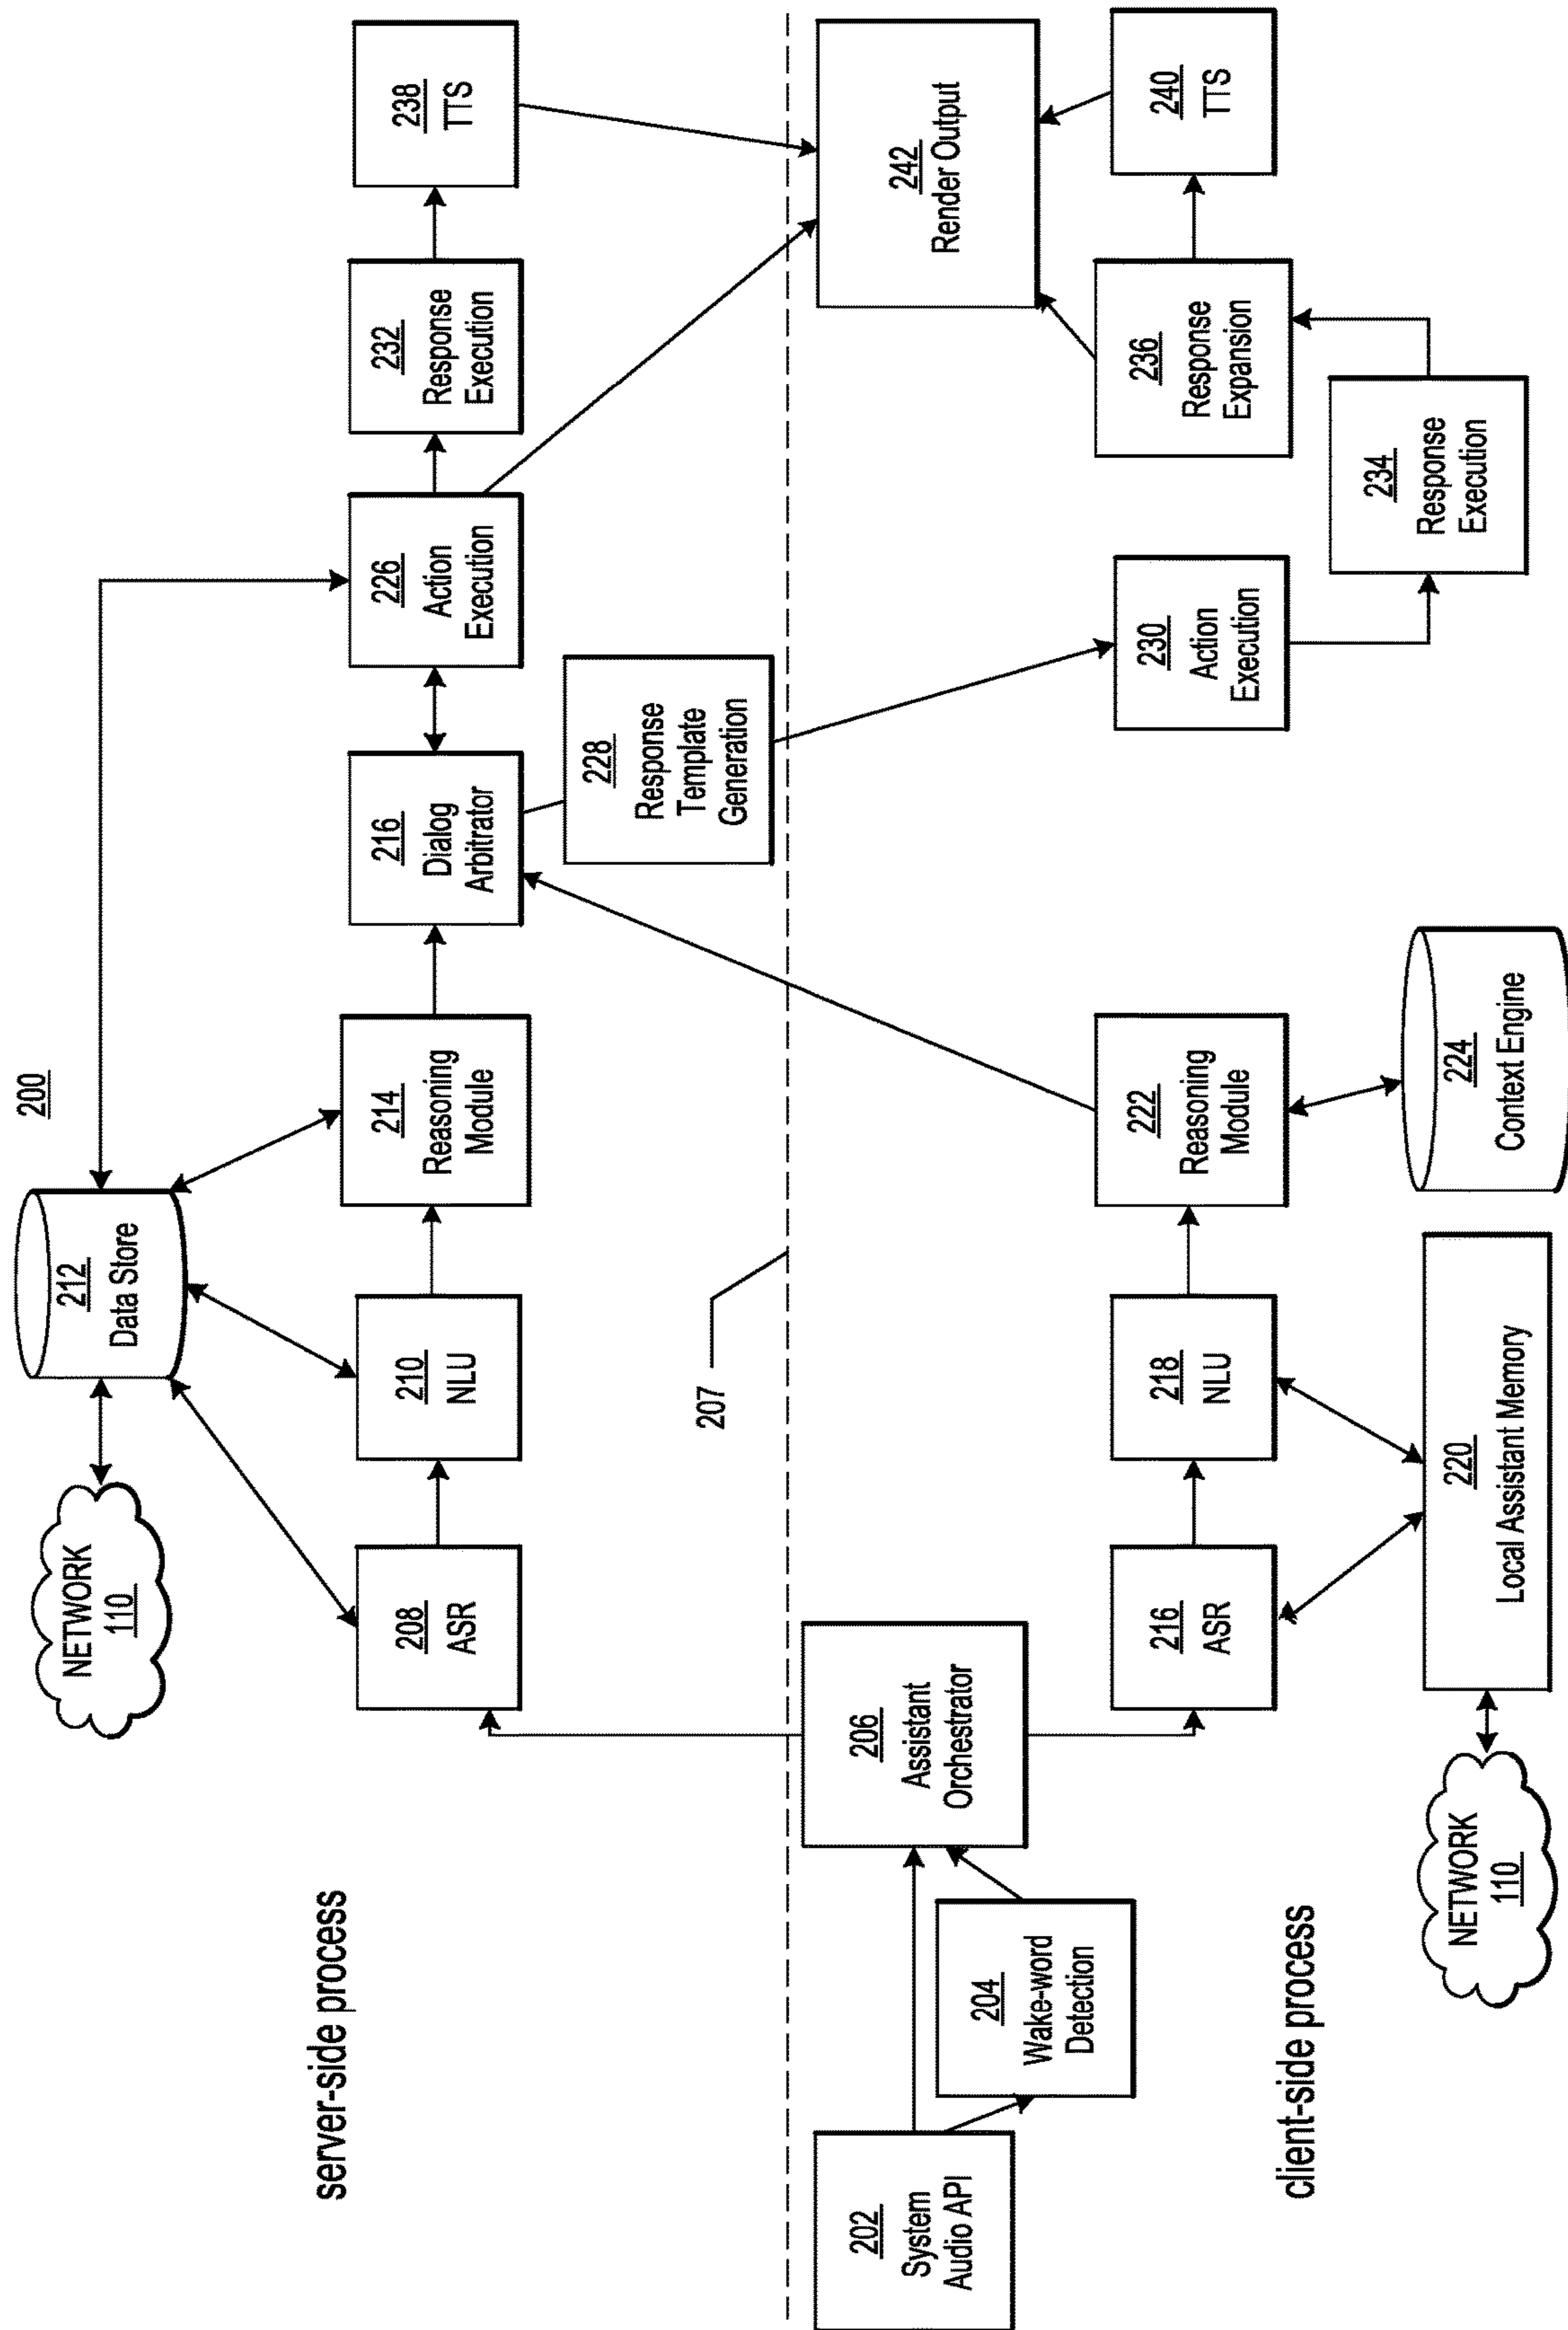 200
NETWORK
110
212
Data Store
server-side process
208
ASR
210
NLU
214
Reasoning
Module
216
Dialog
Arbitrator
226
Action
Execution
232
Response
Execution
238
TTS
228
Response
Template
Generation
207
202
System
Audio API
204
Wake-word
Detection
206
Assistant
Orchestrator
242
Render Output
client-side process
216
ASR
218
NLU
222
Reasoning
Module
230
Action
Execution
236
Response
Expansion
240
TTS
NETWORK
110
220
Local Assistant Memory
224
Context Engine
234
Response
Execution